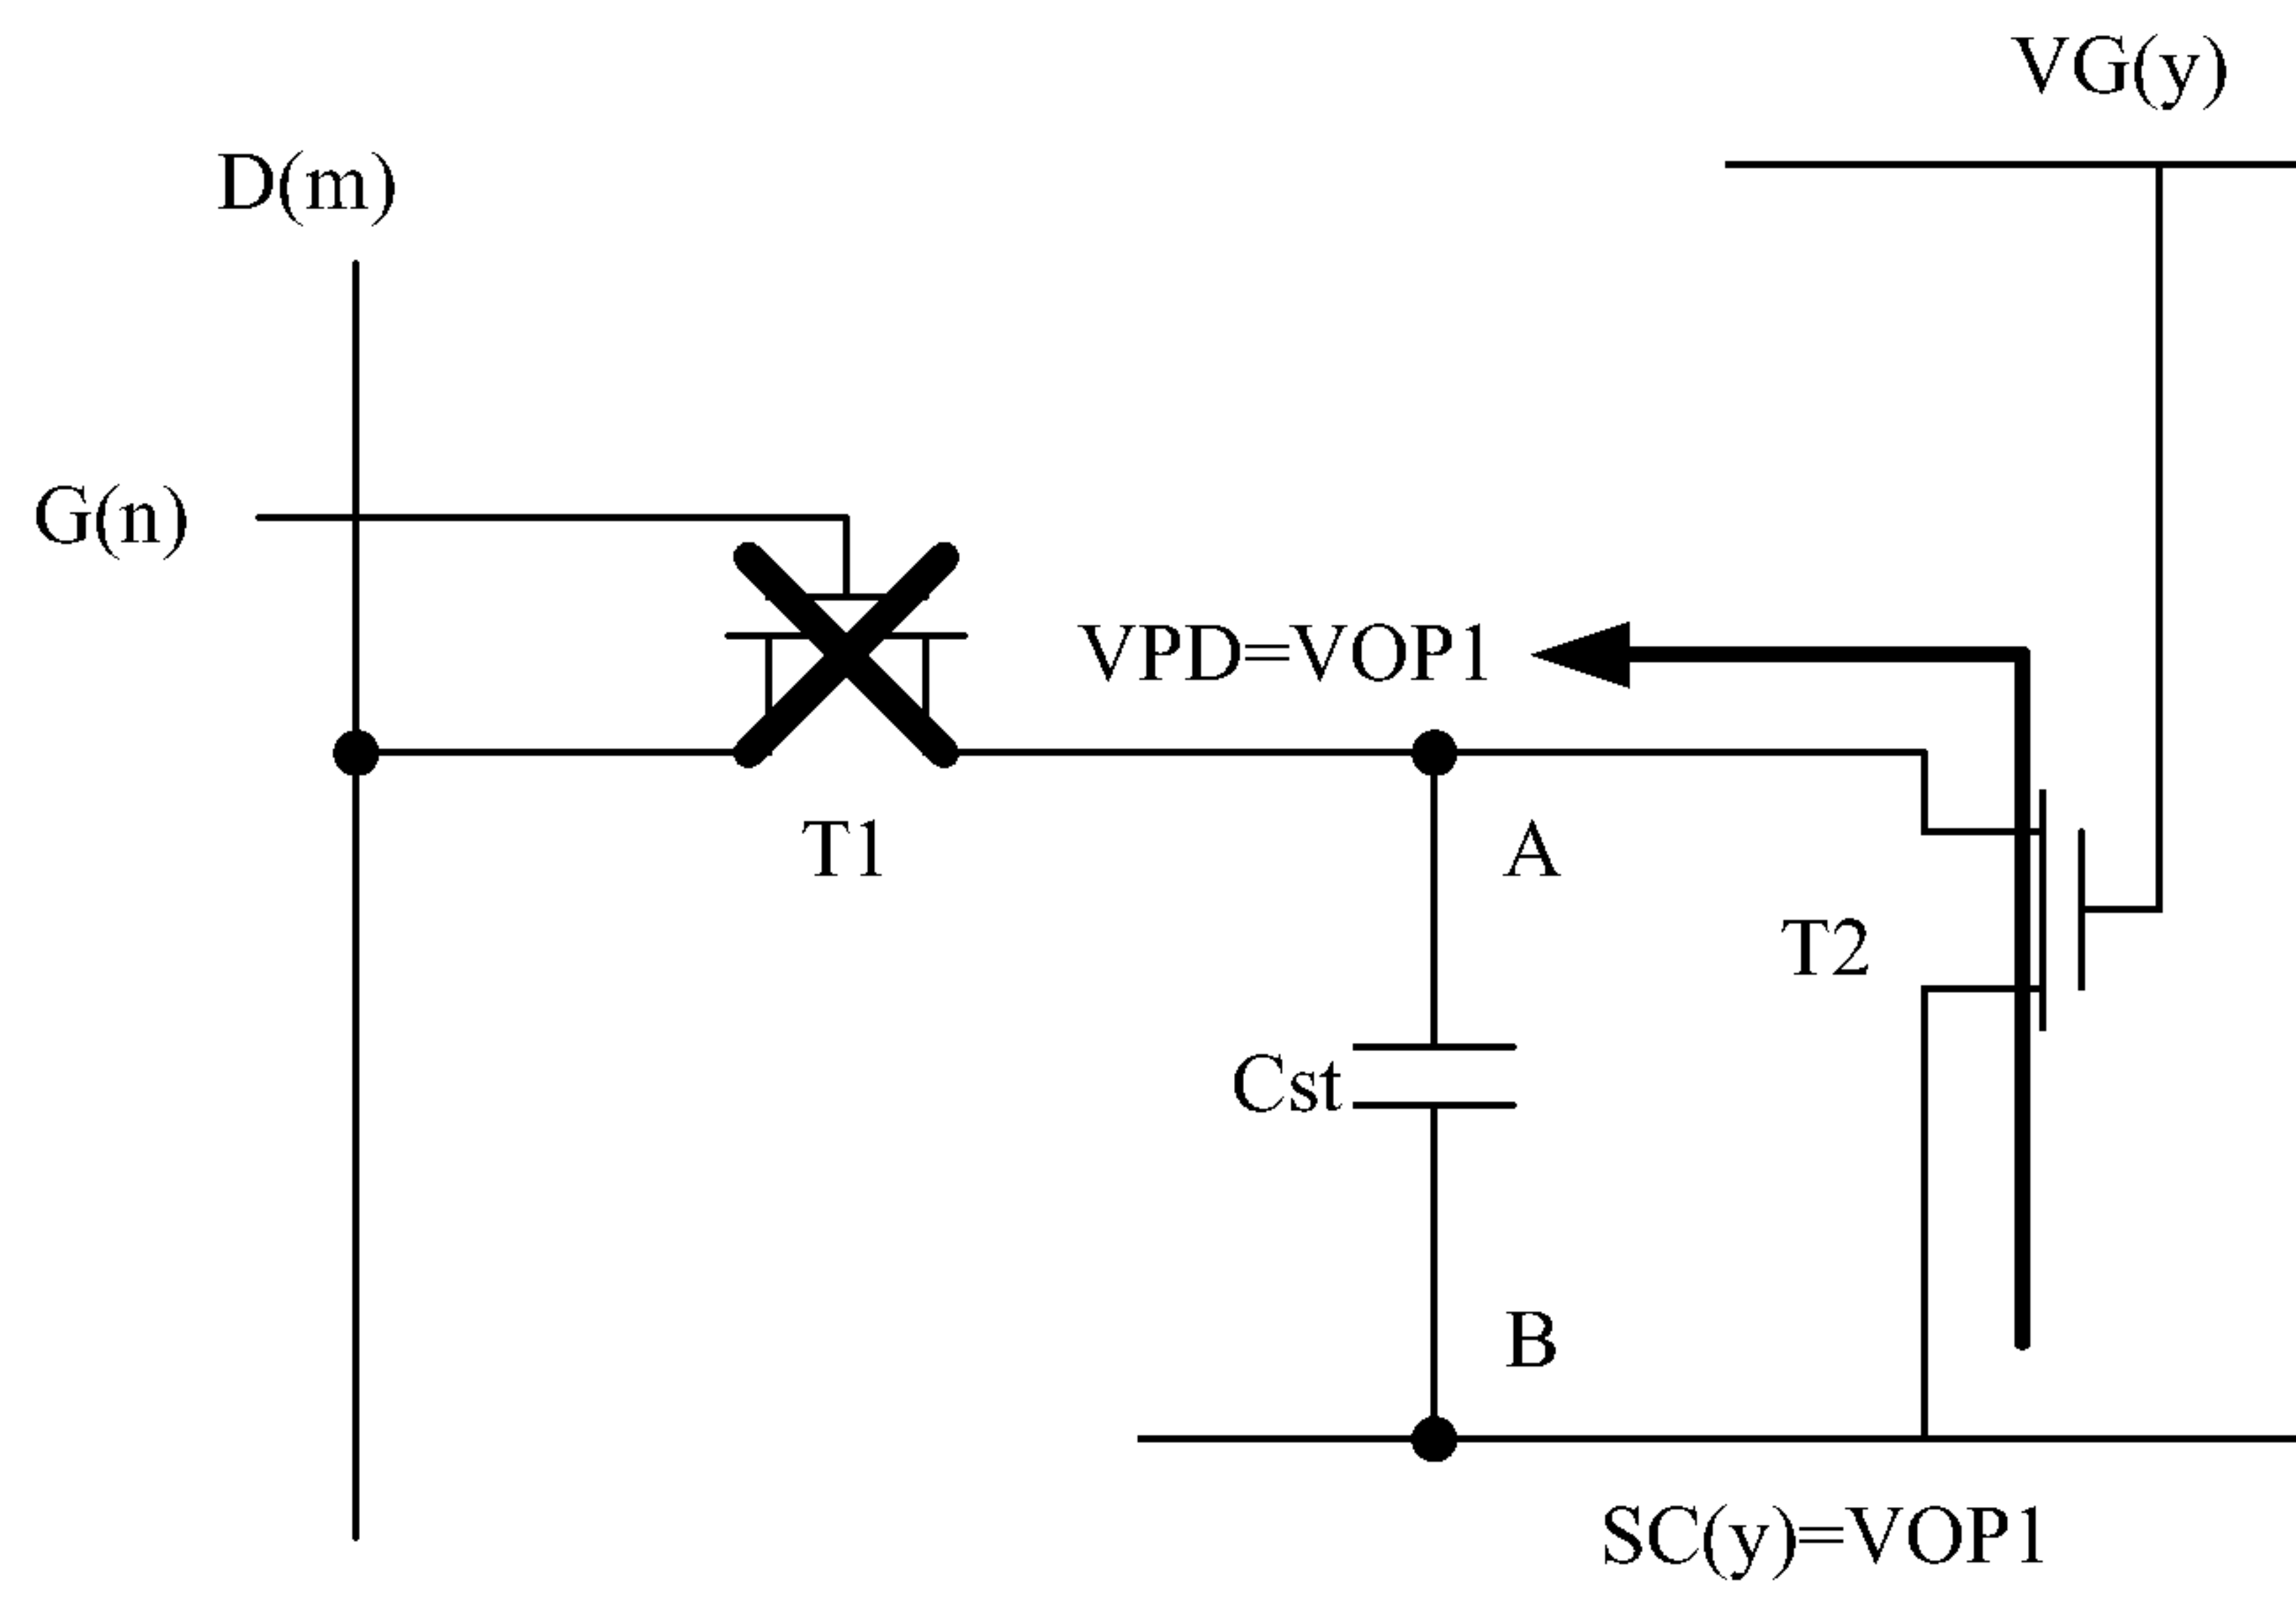 VG(y)
D(m)
G(n)
VPD=VOP1
T1
A
T2
Cst
B
SC(y)=VOP1